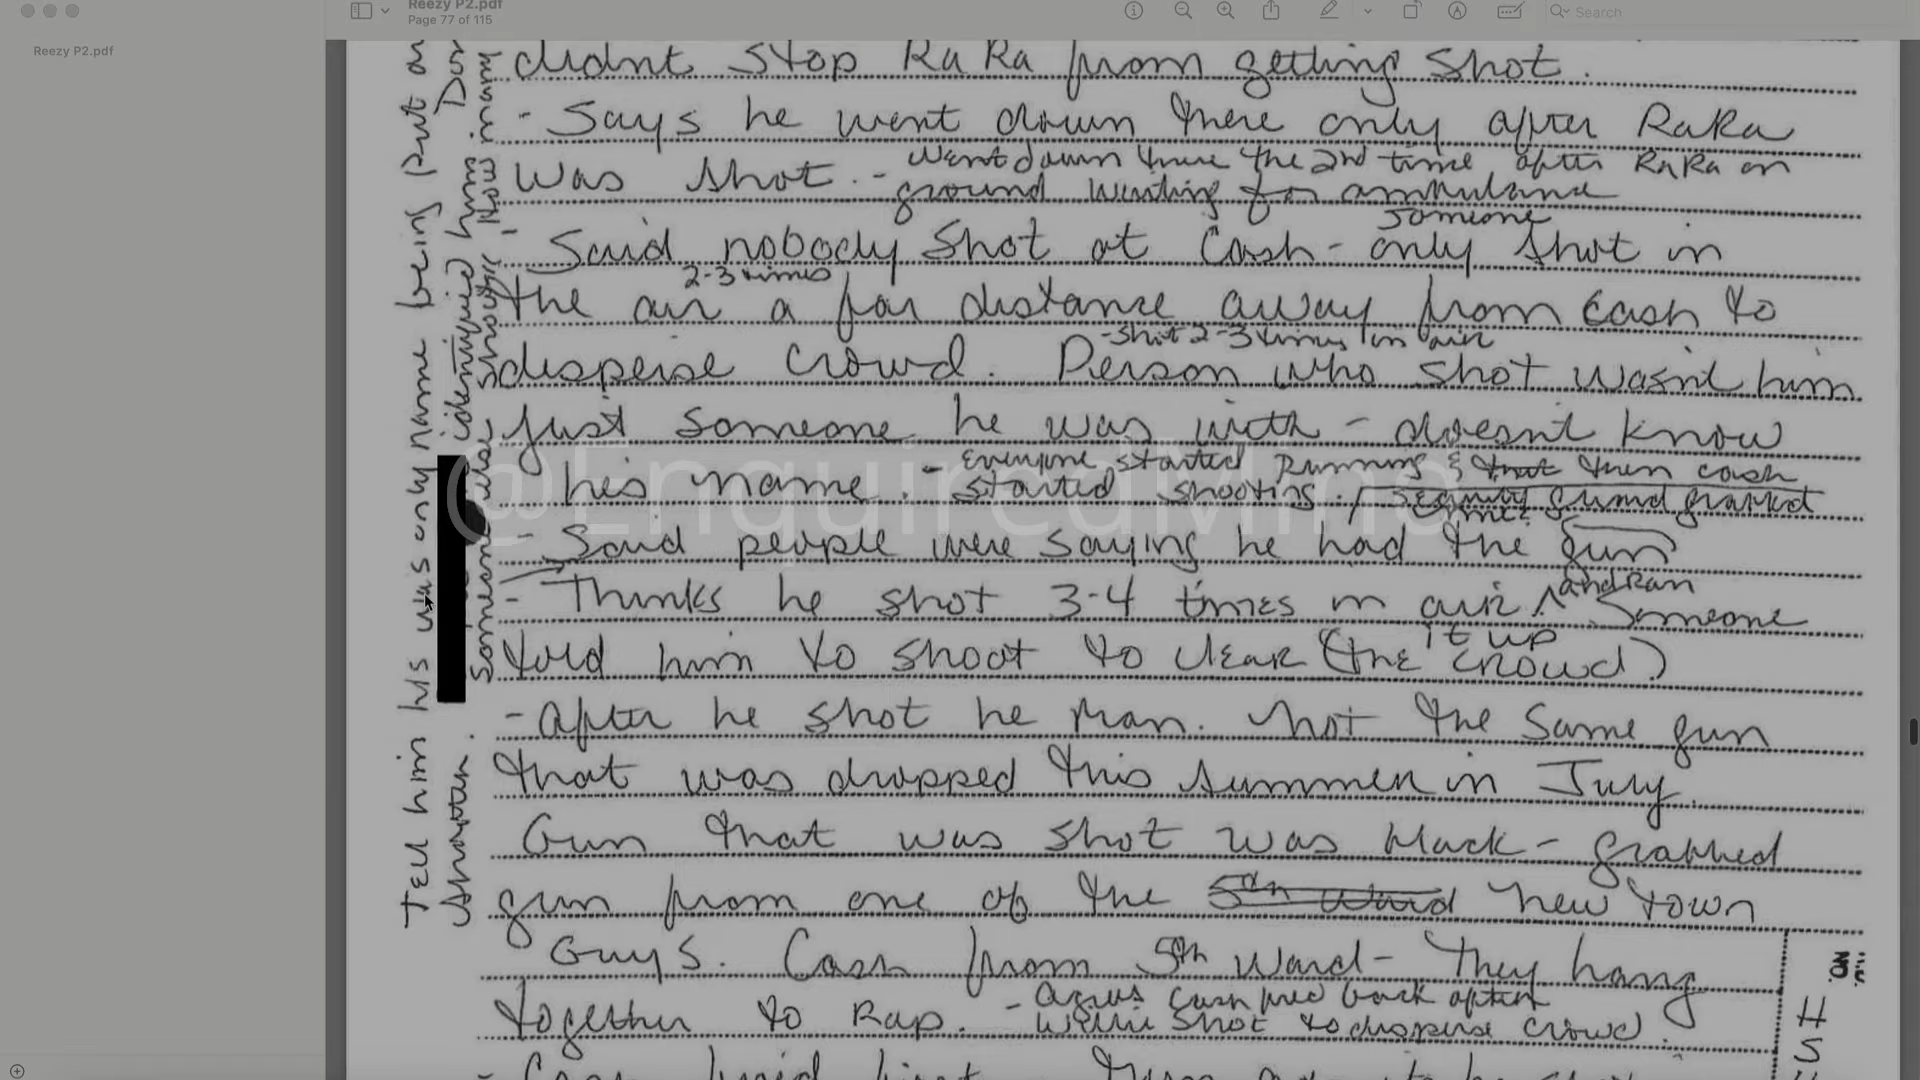 Reezy P2.pdf
Page 77 of 115
Search
Reezy P2.pdf
didnt stop RaRa from getting shot.
- Says he went down there only after RaRa
was shot. - went down there the 2nd time after RaRa on
ground waiting for ambulance
- Said nobody shot at Cash - only someone shot in
the air 2-3 times a far distance away from cash to
disperse crowd. - shot 2-3 times in air
Person who shot wasnt him
just someone he was with - doesnt know
his name. - Everyone started running & that then cash
started shooting. security guard grabbed
- Said people were saying he had the gun
- Thinks he shot 3-4 times in air and ran Someone
told him to shoot to clear it up (the crowd)
- after he shot he ran. Not the same gun
that was dropped this summer in July.
Gun that was shot was black - grabbed
gun from one of the 5th Ward New Town
Guys. Cash from 5th Ward - They hang
together to Rap. - cash back after
shot to disperse crowd.
Tell him his was only name being put
shooter.
identified him
someone else
@EnquiredMind
H
S